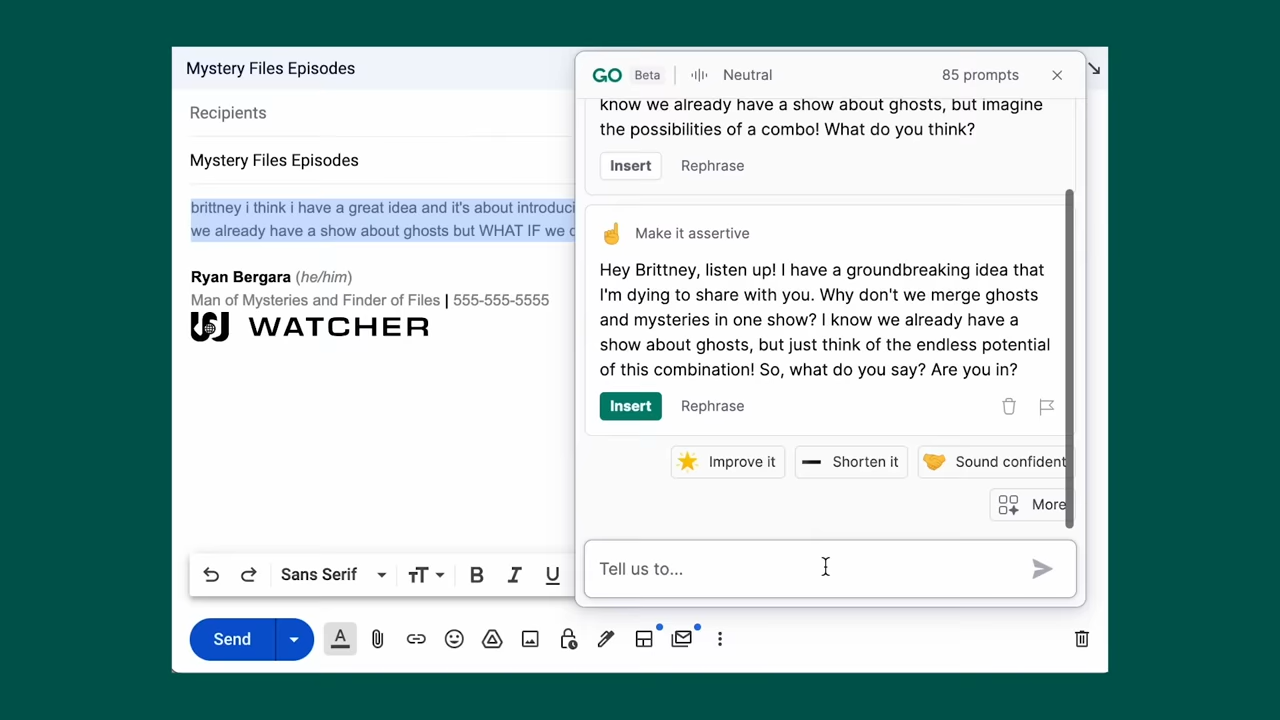 Mystery Files Episodes
Recipients
Mystery Files Episodes
brittney i think i have a great idea and it's about
we already have a show about ghosts but WHAT IF we
Ryan Bergara (he/him)
Man of Mysteries and Finder of Files | 555-555-5555
WATCHER
Sans Serif
B I U
Send
A
GO Beta | Neutral 85 prompts
know we already have a show about ghosts, but imagine
the possibilities of a combo! What do you think?
Insert Rephrase
Make it assertive
Hey Brittney, listen up! I have a groundbreaking idea that
I'm dying to share with you. Why don't we merge ghosts
and mysteries in one show? I know we already have a
show about ghosts, but just think of the endless potential
of this combination! So, what do you say? Are you in?
Insert Rephrase
Improve it Shorten it Sound confident
More
Tell us to...